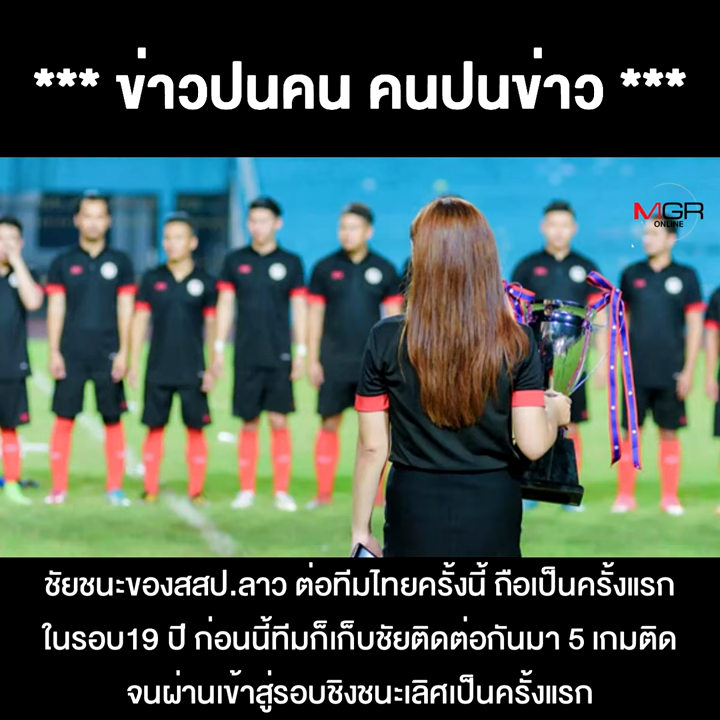 *** ข่าวปนคน คนปนข่าว ***
MGR
ONLINE
ชัยชนะของสสป.ลาว ต่อทีมไทยครั้งนี้ ถือเป็นครั้งแรก
ในรอบ19 ปี ก่อนนี้ทีมก็เก็บชัยติดต่อกันมา 5 เกมติด
จนผ่านเข้าสู่รอบชิงชนะเลิศเป็นครั้งแรก